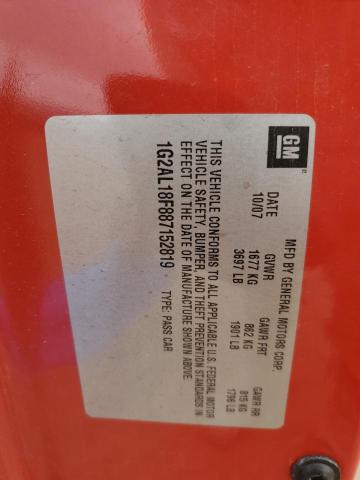 GM
MFD BY GENERAL MOTORS CORP.
DATE GVWR GAWR FRT GAWR RR
10/07 1677 KG 862 KG 815 KG
3697 LB 1901 LB 1796 LB
THIS VEHICLE CONFORMS TO ALL APPLICABLE U.S. FEDERAL MOTOR
VEHICLE SAFETY, BUMPER, AND THEFT PREVENTION STANDARDS IN
EFFECT ON THE DATE OF MANUFACTURE SHOWN ABOVE.
1G2AL18F887152819 TYPE: PASS CAR